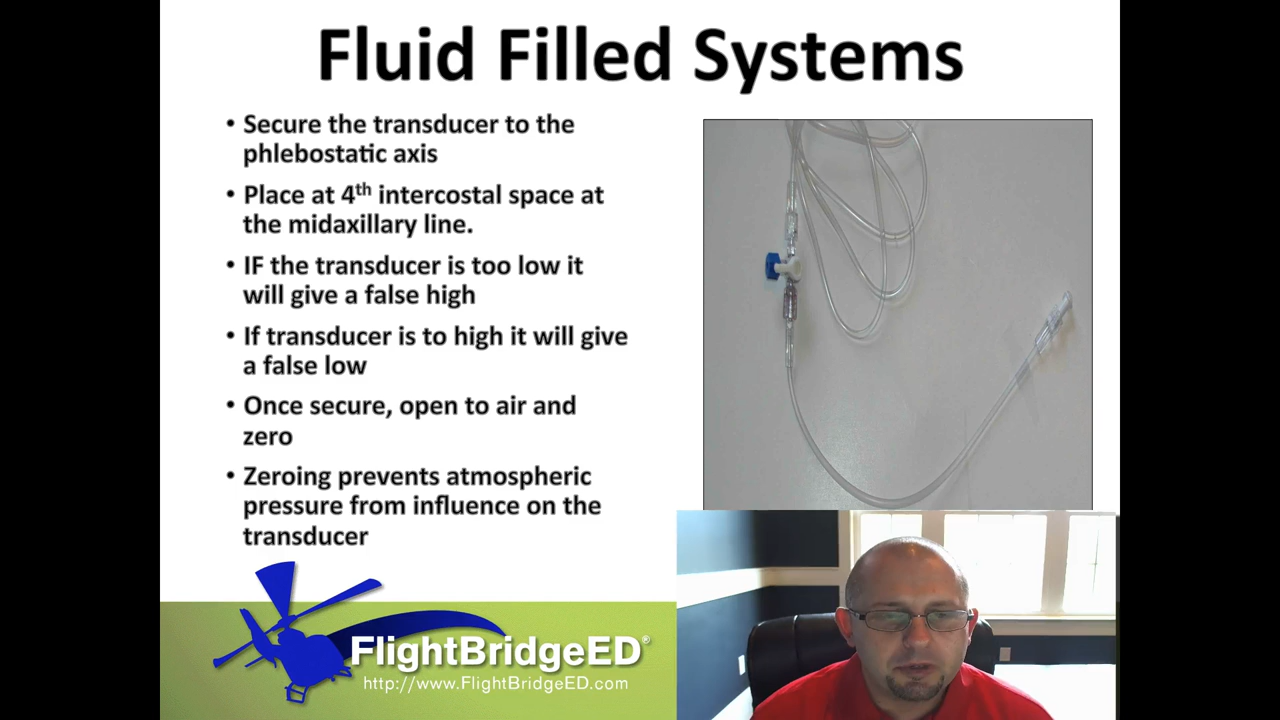 Fluid Filled Systems
• Secure the transducer to the
phlebostatic axis
• Place at 4th intercostal space at
the midaxillary line.
• IF the transducer is too low it
will give a false high
• If transducer is to high it will give
a false low
• Once secure, open to air and
zero
• Zeroing prevents atmospheric
pressure from influence on the
transducer
FlightBridgeED®
http://www.FlightBridgeED.com